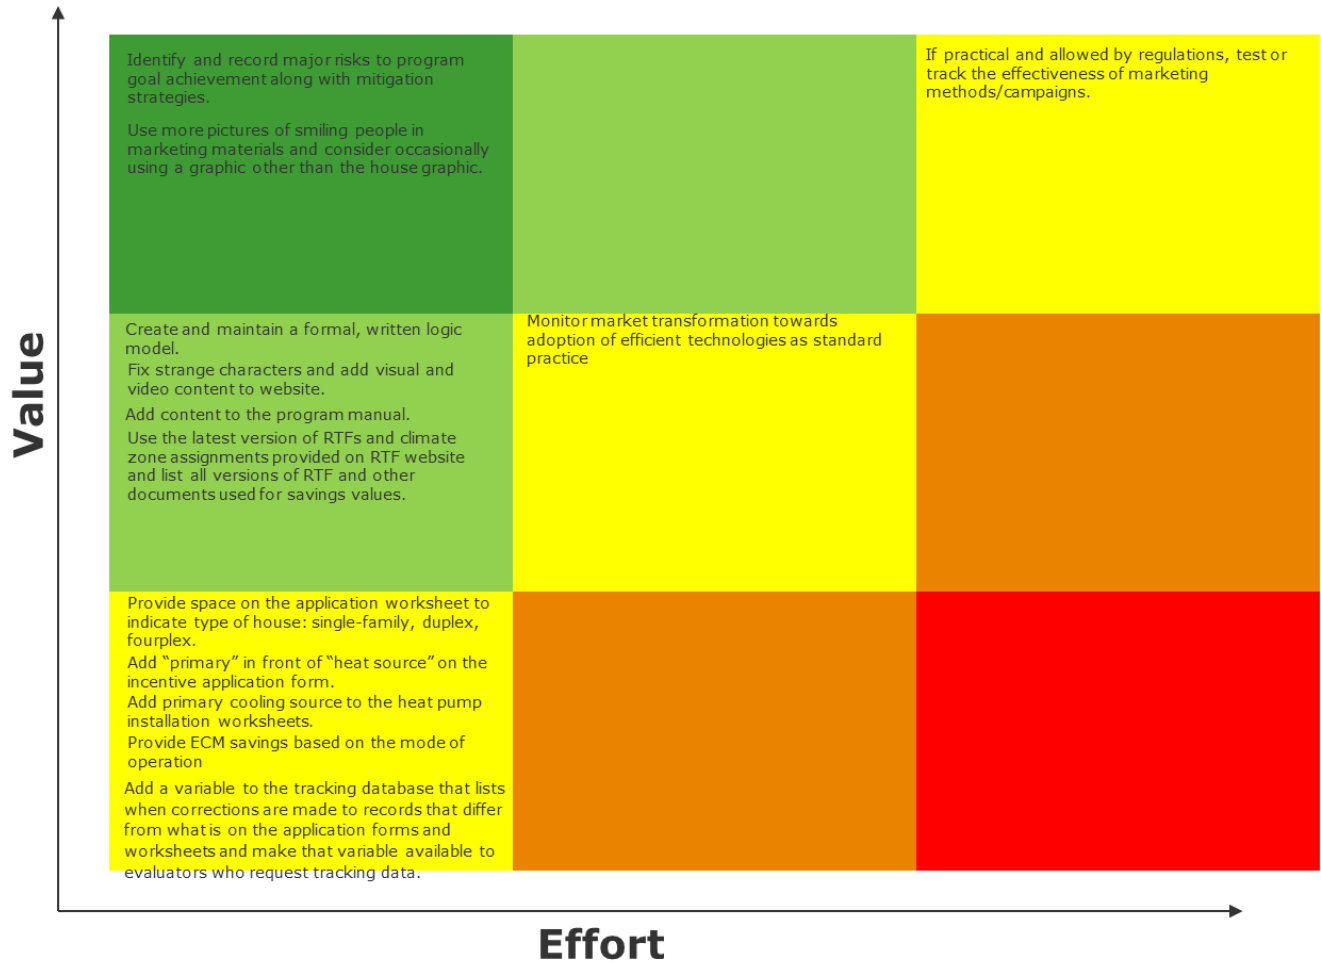 Identify and record major risks to program
goal achievement along with mitigation
strategies.
Use more pictures of smiling people in
marketing materials and consider occasionally
using a graphic other than the house graphic.
If practical and allowed by regulations, test or
track the effectiveness of marketing
methods/campaigns.
Create and maintain a formal, written logic
model.
Fix strange characters and add visual and
video content to website.
Add content to the program manual.
Use the latest version of RTFs and climate
zone assignments provided on RTF website
and list all versions of RTF and other
documents used for savings values.
Monitor market transformation towards
adoption of efficient technologies as standard
practice
Provide space on the application worksheet to
indicate type of house: single-family, duplex,
fourplex.
Add “primary” in front of “heat source” on the
incentive application form.
Add primary cooling source to the heat pump
installation worksheets.
Provide ECM savings based on the mode of
operation
Add a variable to the tracking database that lists
when corrections are made to records that differ
from what is on the application forms and
worksheets and make that variable available to
evaluators who request tracking data.
Value
Effort